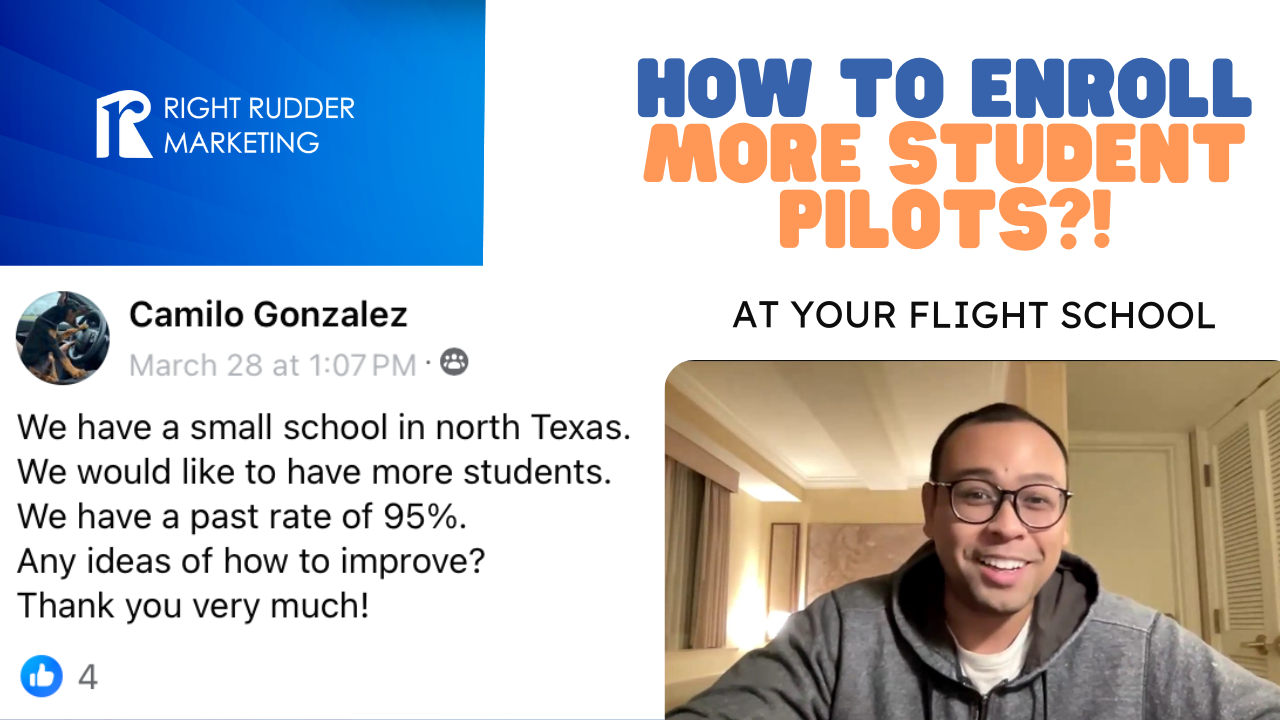 RIGHT RUDDER
MARKETING
HOW TO ENROLL
MORE STUDENT
PILOTS?!
AT YOUR FLIGHT SCHOOL
Camilo Gonzalez
March 28 at 1:07 PM ·
We have a small school in north Texas.
We would like to have more students.
We have a past rate of 95%.
Any ideas of how to improve?
Thank you very much!
4